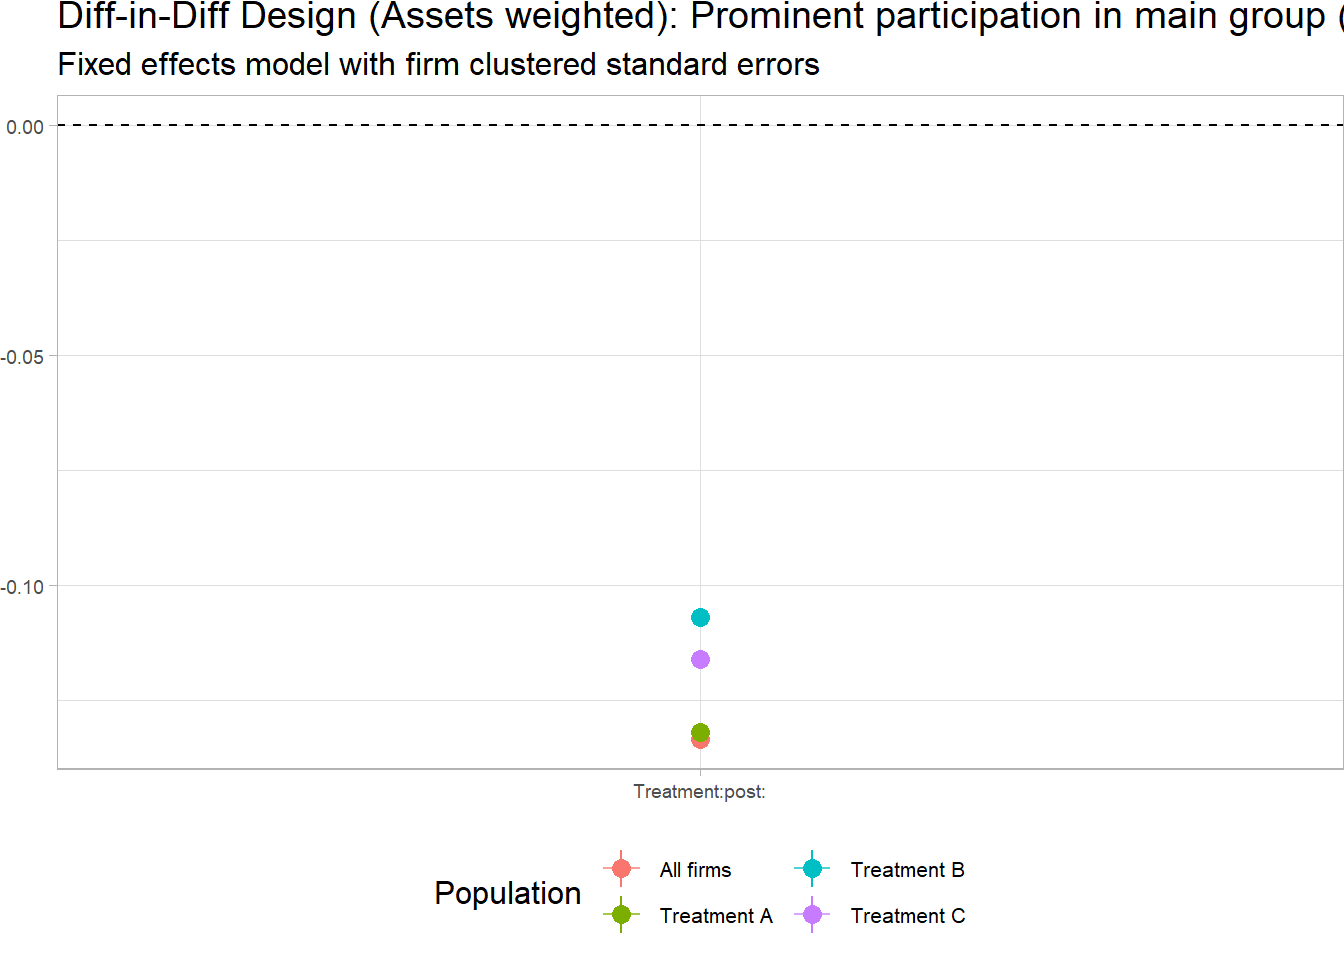 Diff-in-Diff Design (Assets weighted): Prominent participation in main group (
Fixed effects model with firm clustered standard errors
0.00
-0.05
-0.10
Treatment:post:
Population
All firms
Treatment B
Treatment A
Treatment C